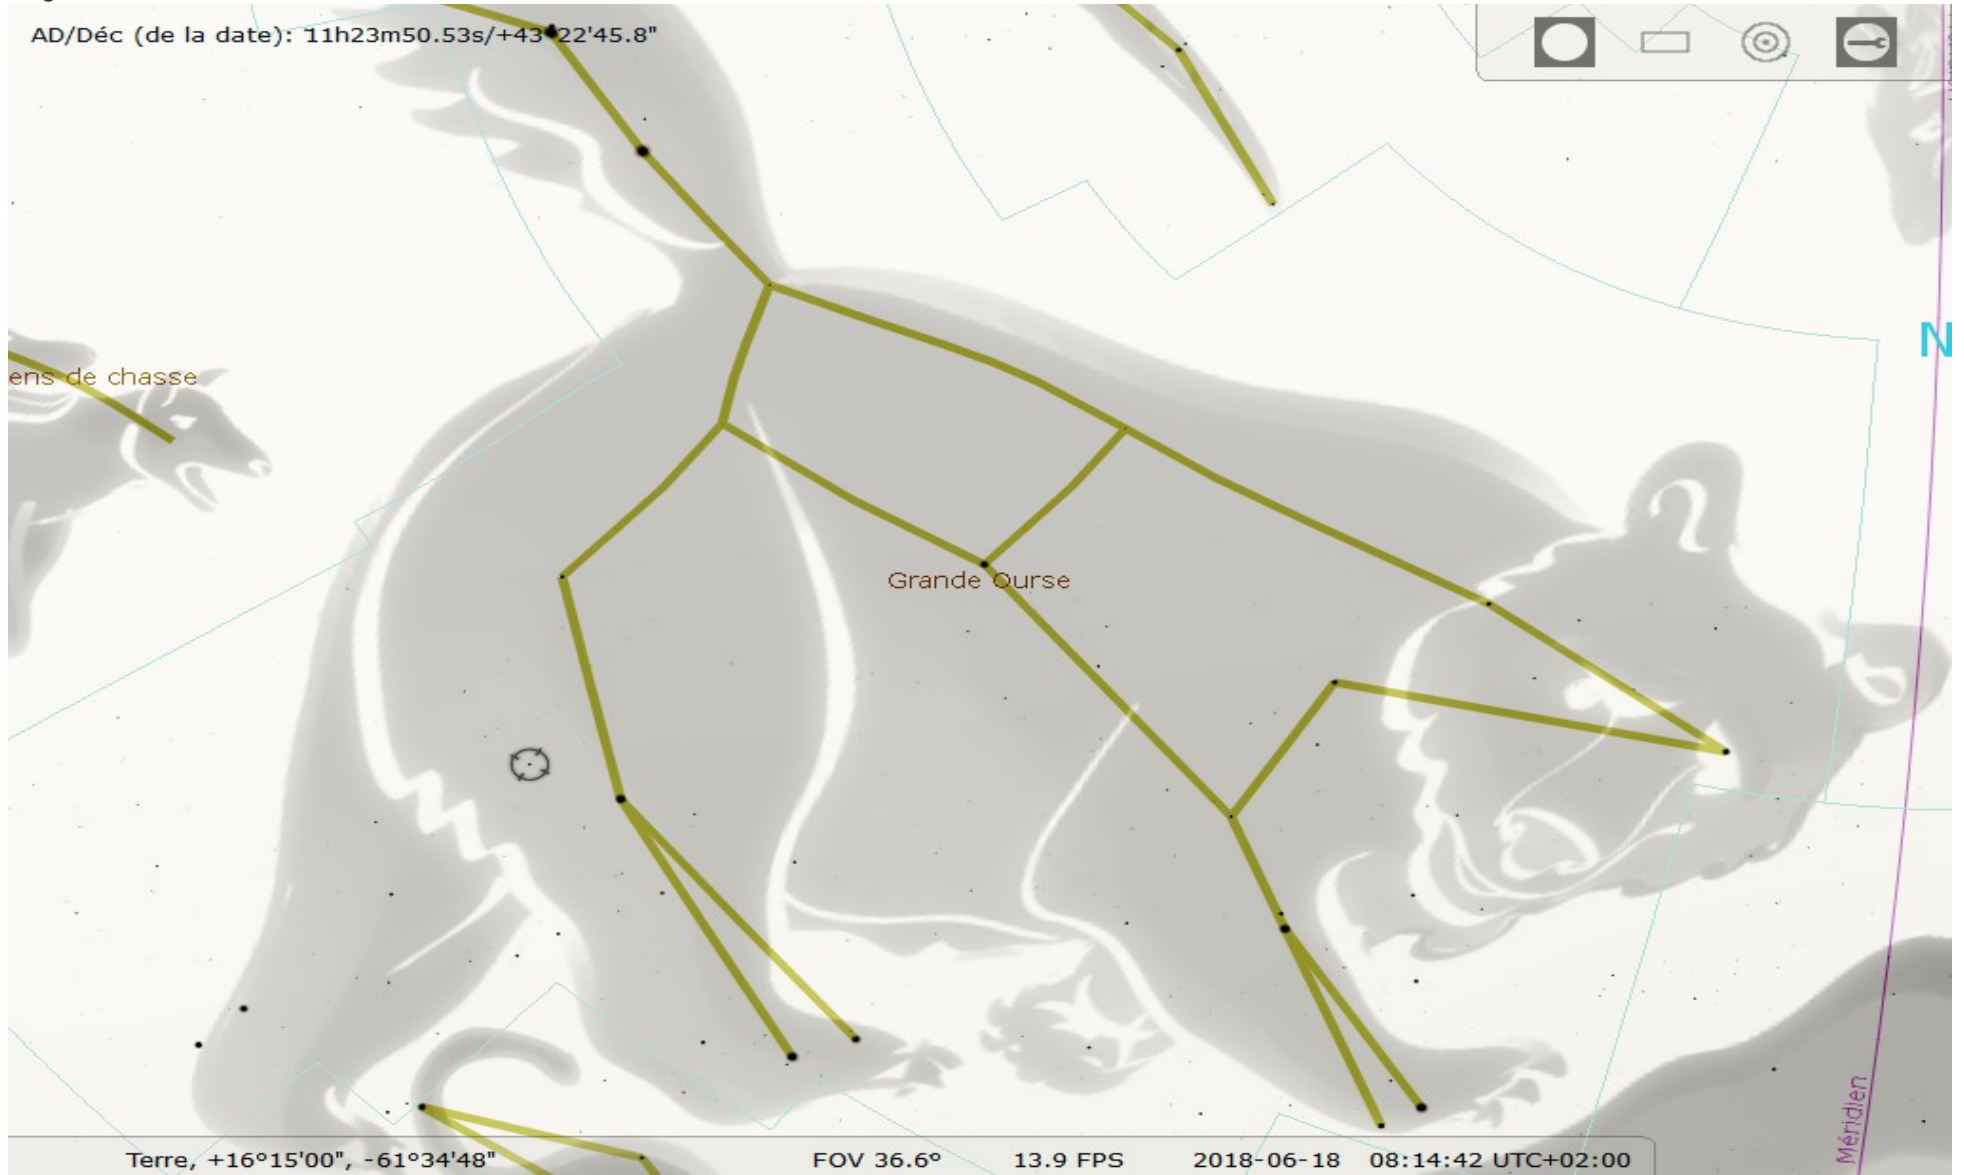 AD/Déc (de la date): 11h23m50.53s/+43°22'45.8"
N
ens de chasse
Grande Ourse
Méridien
Terre, +16°15'00", -61°34'48" FOV 36.6° 13.9 FPS 2018-06-18 08:14:42 UTC+02:00